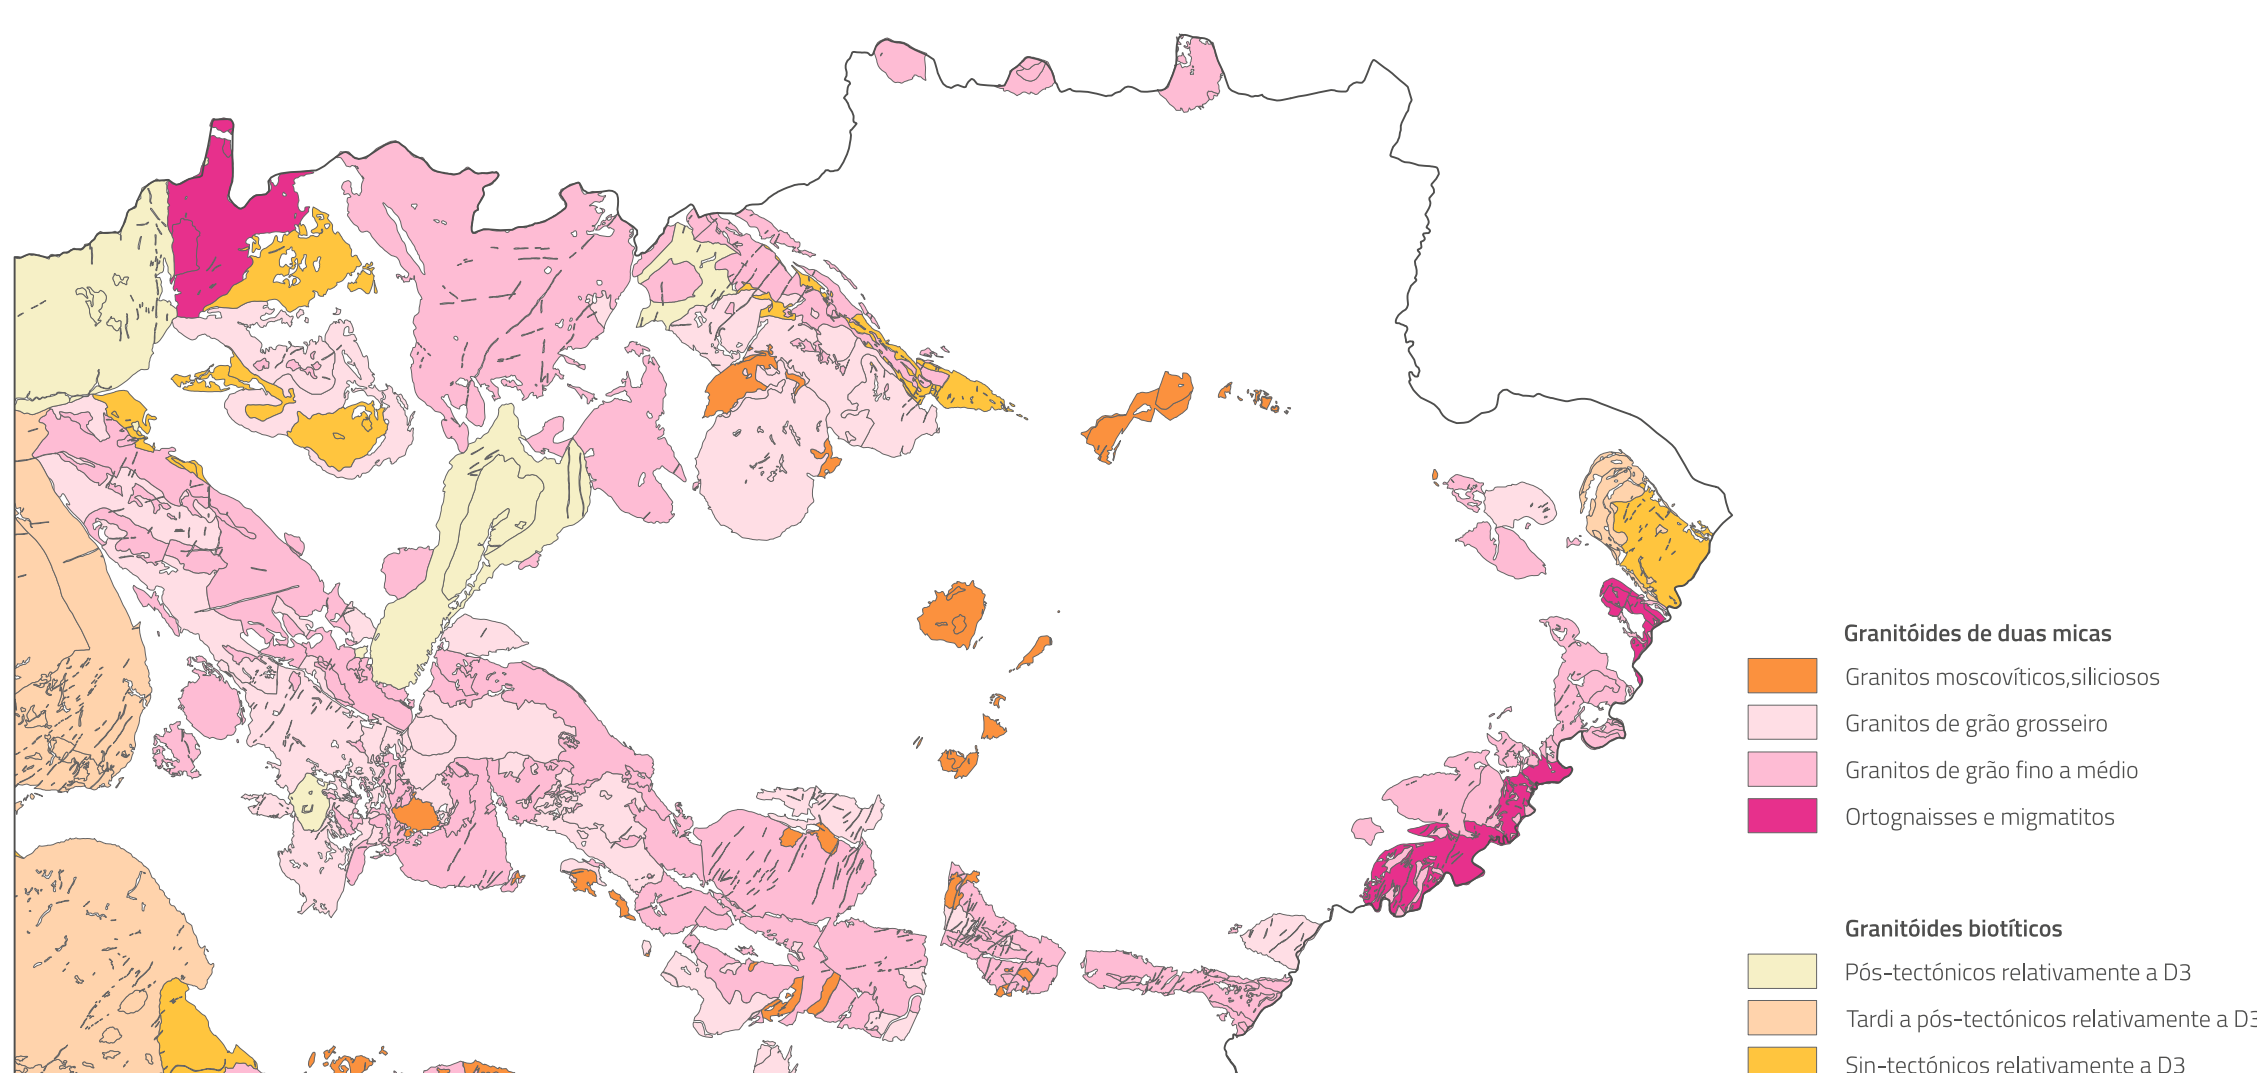 Granitóides de duas micas
Granitos moscovíticos,siliciosos
Granitos de grão grosseiro
Granitos de grão fino a médio
Ortognaisses e migmatitos
Granitóides biotíticos
Pós-tectónicos relativamente a D3
Tardi a pós-tectónicos relativamente a D3
Sin-tectónicos relativamente a D3